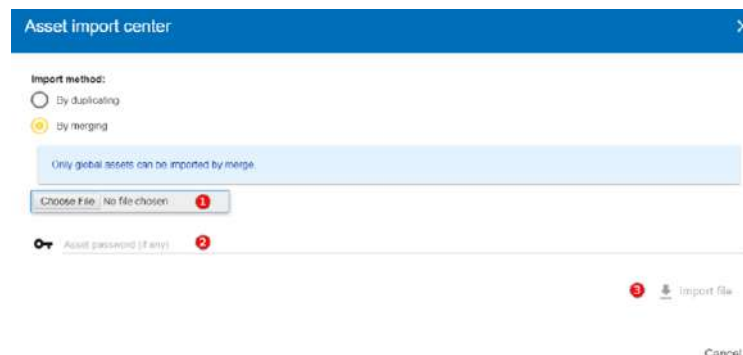 Asset import center
Import method:
By duplicating
By merging
Only global assets can be imported by merge.
Choose File No file chosen 1
Asset password (if any) 2
3 Import file
Cancel